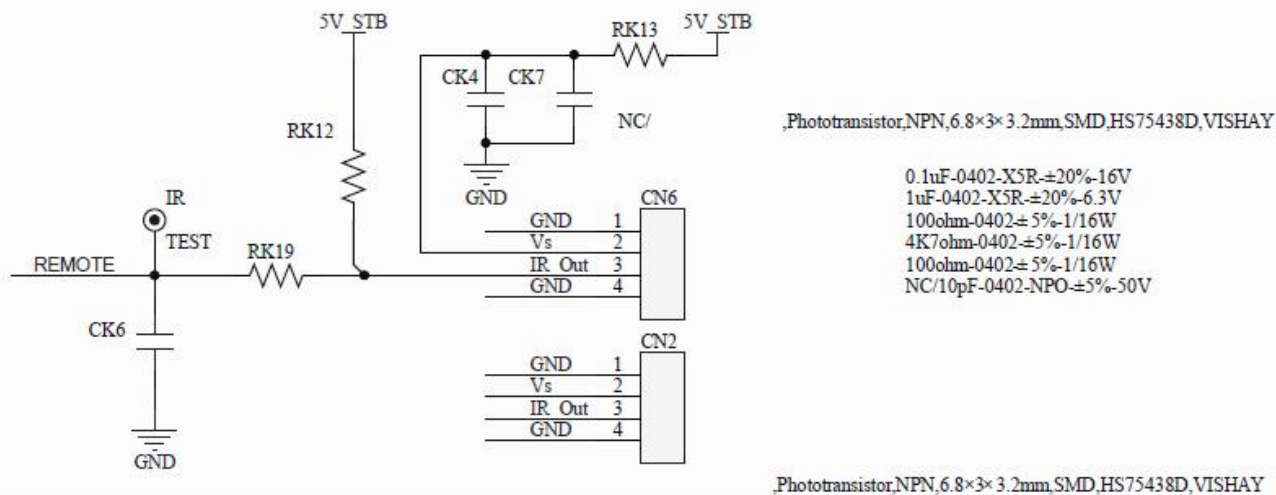 5V_STB
5V_STB
RK13
CK4
CK7
NC/
RK12
,Phototransistor,NPN,6.8×3×3.2mm,SMD,HS75438D,VISHAY
GND
0.1uF-0402-X5R-±20%-16V
1uF-0402-X5R-±20%-6.3V
100ohm-0402-±5%-1/16W
4K7ohm-0402-±5%-1/16W
100ohm-0402-±5%-1/16W
NC/10pF-0402-NPO-±5%-50V
IR
TEST
REMOTE
RK19
CN6
GND 1
Vs 2
IR_Out 3
GND 4
CK6
GND
CN2
GND 1
Vs 2
IR_Out 3
GND 4
,Phototransistor,NPN,6.8×3×3.2mm,SMD,HS75438D,VISHAY